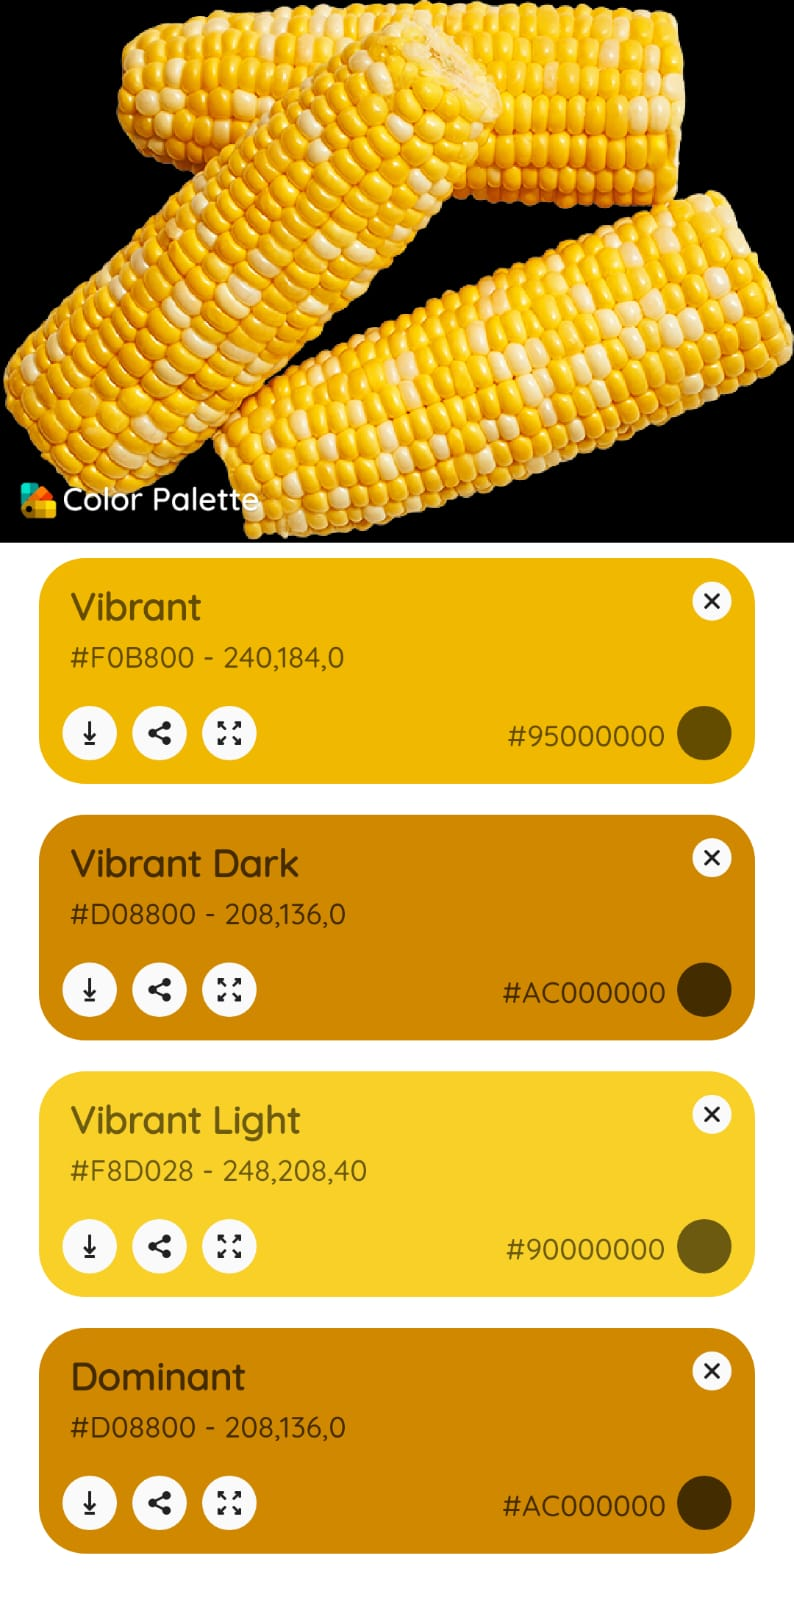 Color Palette
Vibrant
#F0B800 - 240,184,0
#95000000
Vibrant Dark
#D08800 - 208,136,0
#AC000000
Vibrant Light
#F8D028 - 248,208,40
#90000000
Dominant
#D08800 - 208,136,0
#AC000000